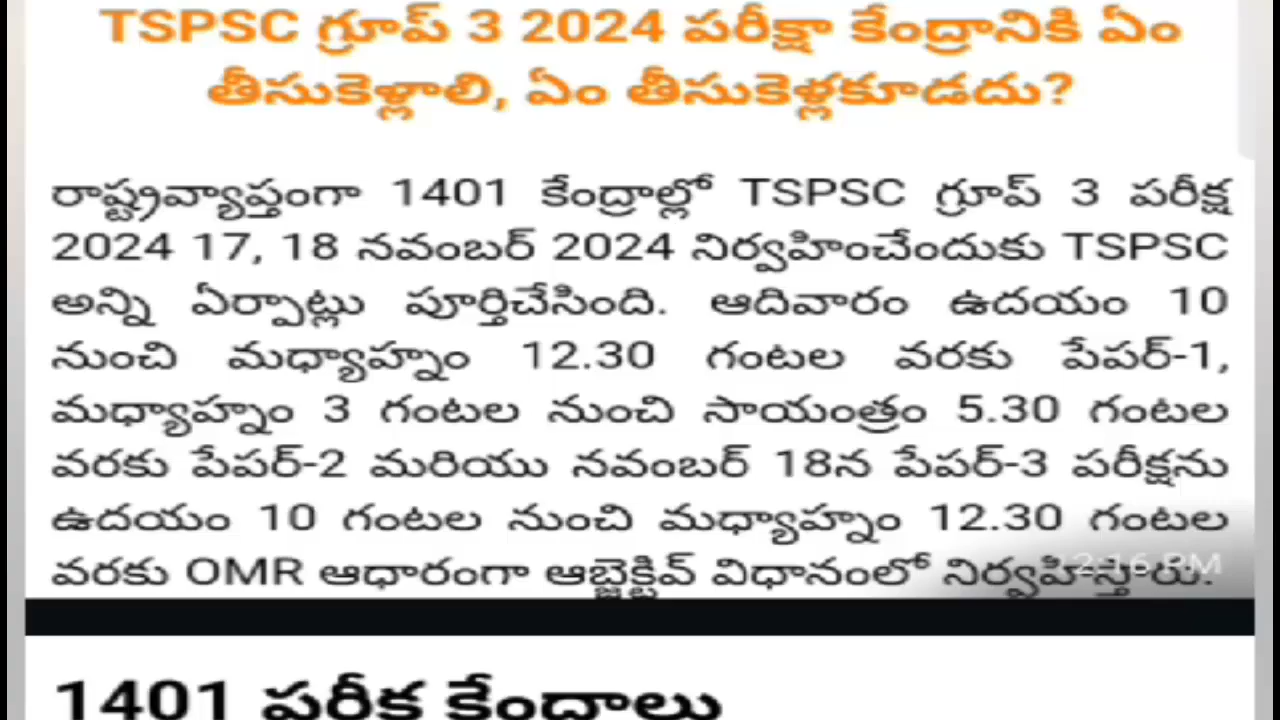 TSPSC గ్రూప్ 3 2024 పరీక్షా కేంద్రానికి ఏం
తీసుకెళ్లాలి, ఏం తీసుకెళ్లకూడదు?
రాష్ట్రవ్యాప్తంగా 1401 కేంద్రాల్లో TSPSC గ్రూప్ 3 పరీక్ష
2024 17, 18 నవంబర్ 2024 నిర్వహించేందుకు TSPSC
అన్ని ఏర్పాట్లు పూర్తిచేసింది. ఆదివారం ఉదయం 10
నుంచి మధ్యాహ్నం 12.30 గంటల వరకు పేపర్-1,
మధ్యాహ్నం 3 గంటల నుంచి సాయంత్రం 5.30 గంటల
వరకు పేపర్-2 మరియు నవంబర్ 18న పేపర్-3 పరీక్షను
ఉదయం 10 గంటల నుంచి మధ్యాహ్నం 12.30 గంటల
వరకు OMR ఆధారంగా ఆబ్జెక్టివ్ విధానంలో నిర్వహిస్తారు.
2:16 PM
1401 పరీక్ష కేంద్రాలు